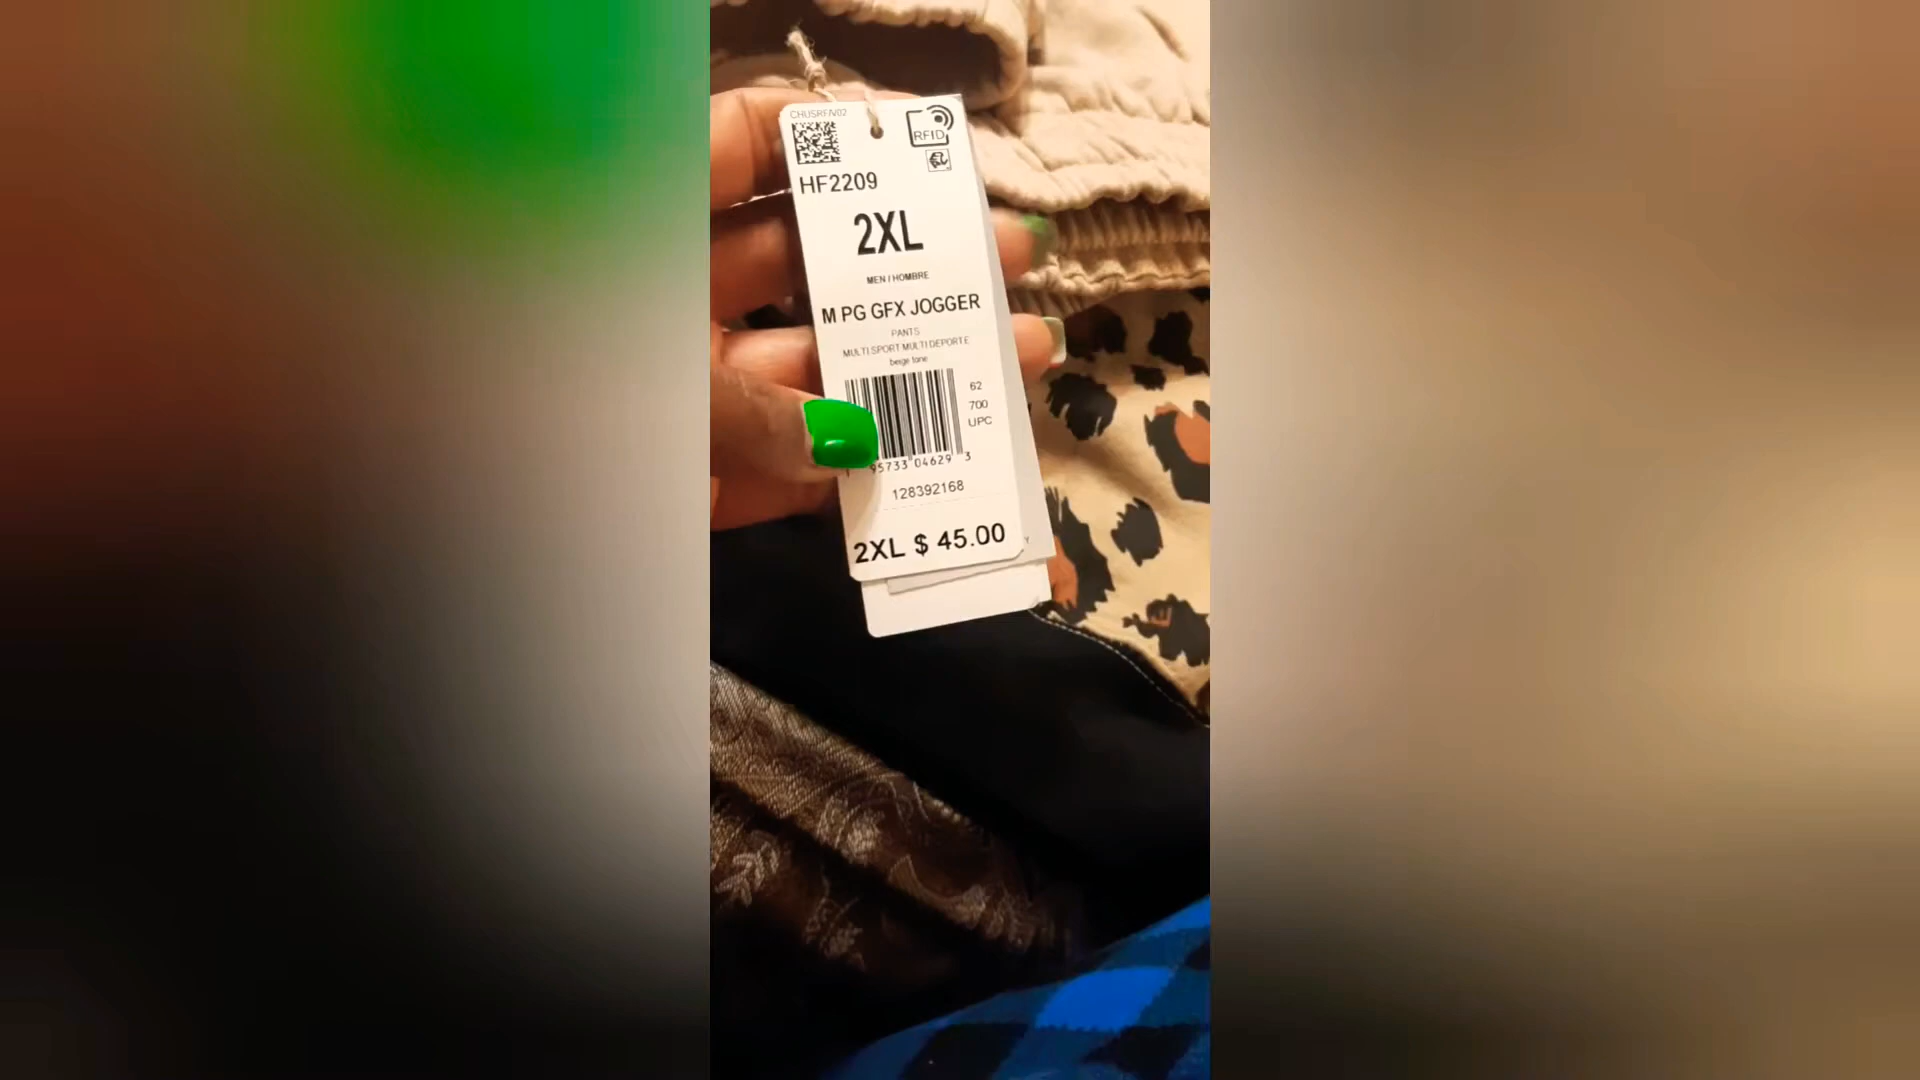 CHUSRFIV02
RFID
HF2209
2XL
MEN / HOMBRE
M PG GFX JOGGER
PANTS
MULTI SPORT MULTI DEPORTE
beige tone
62
700
UPC
95733 04629 3
128392168
2XL $ 45.00